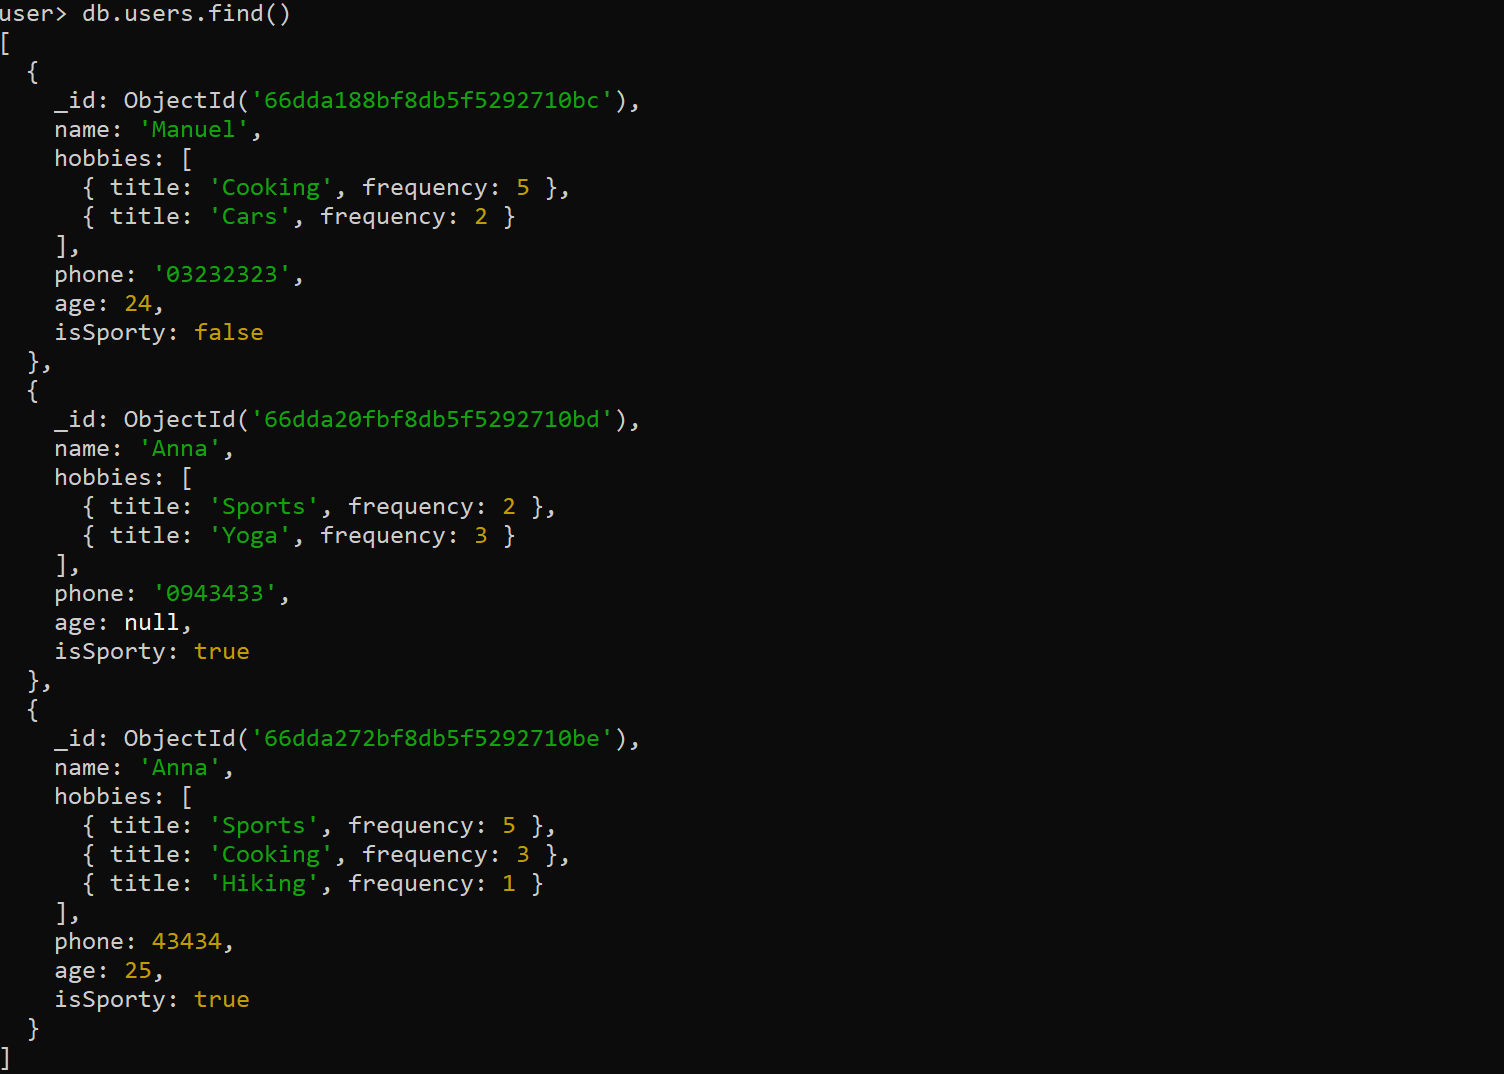 user> db.users.find()
[
  {
    _id: ObjectId('66dda188bf8db5f5292710bc'),
    name: 'Manuel',
    hobbies: [
      { title: 'Cooking', frequency: 5 },
      { title: 'Cars', frequency: 2 }
    ],
    phone: '03232323',
    age: 24,
    isSporty: false
  },
  {
    _id: ObjectId('66dda20fbf8db5f5292710bd'),
    name: 'Anna',
    hobbies: [
      { title: 'Sports', frequency: 2 },
      { title: 'Yoga', frequency: 3 }
    ],
    phone: '0943433',
    age: null,
    isSporty: true
  },
  {
    _id: ObjectId('66dda272bf8db5f5292710be'),
    name: 'Anna',
    hobbies: [
      { title: 'Sports', frequency: 5 },
      { title: 'Cooking', frequency: 3 },
      { title: 'Hiking', frequency: 1 }
    ],
    phone: 43434,
    age: 25,
    isSporty: true
  }
]